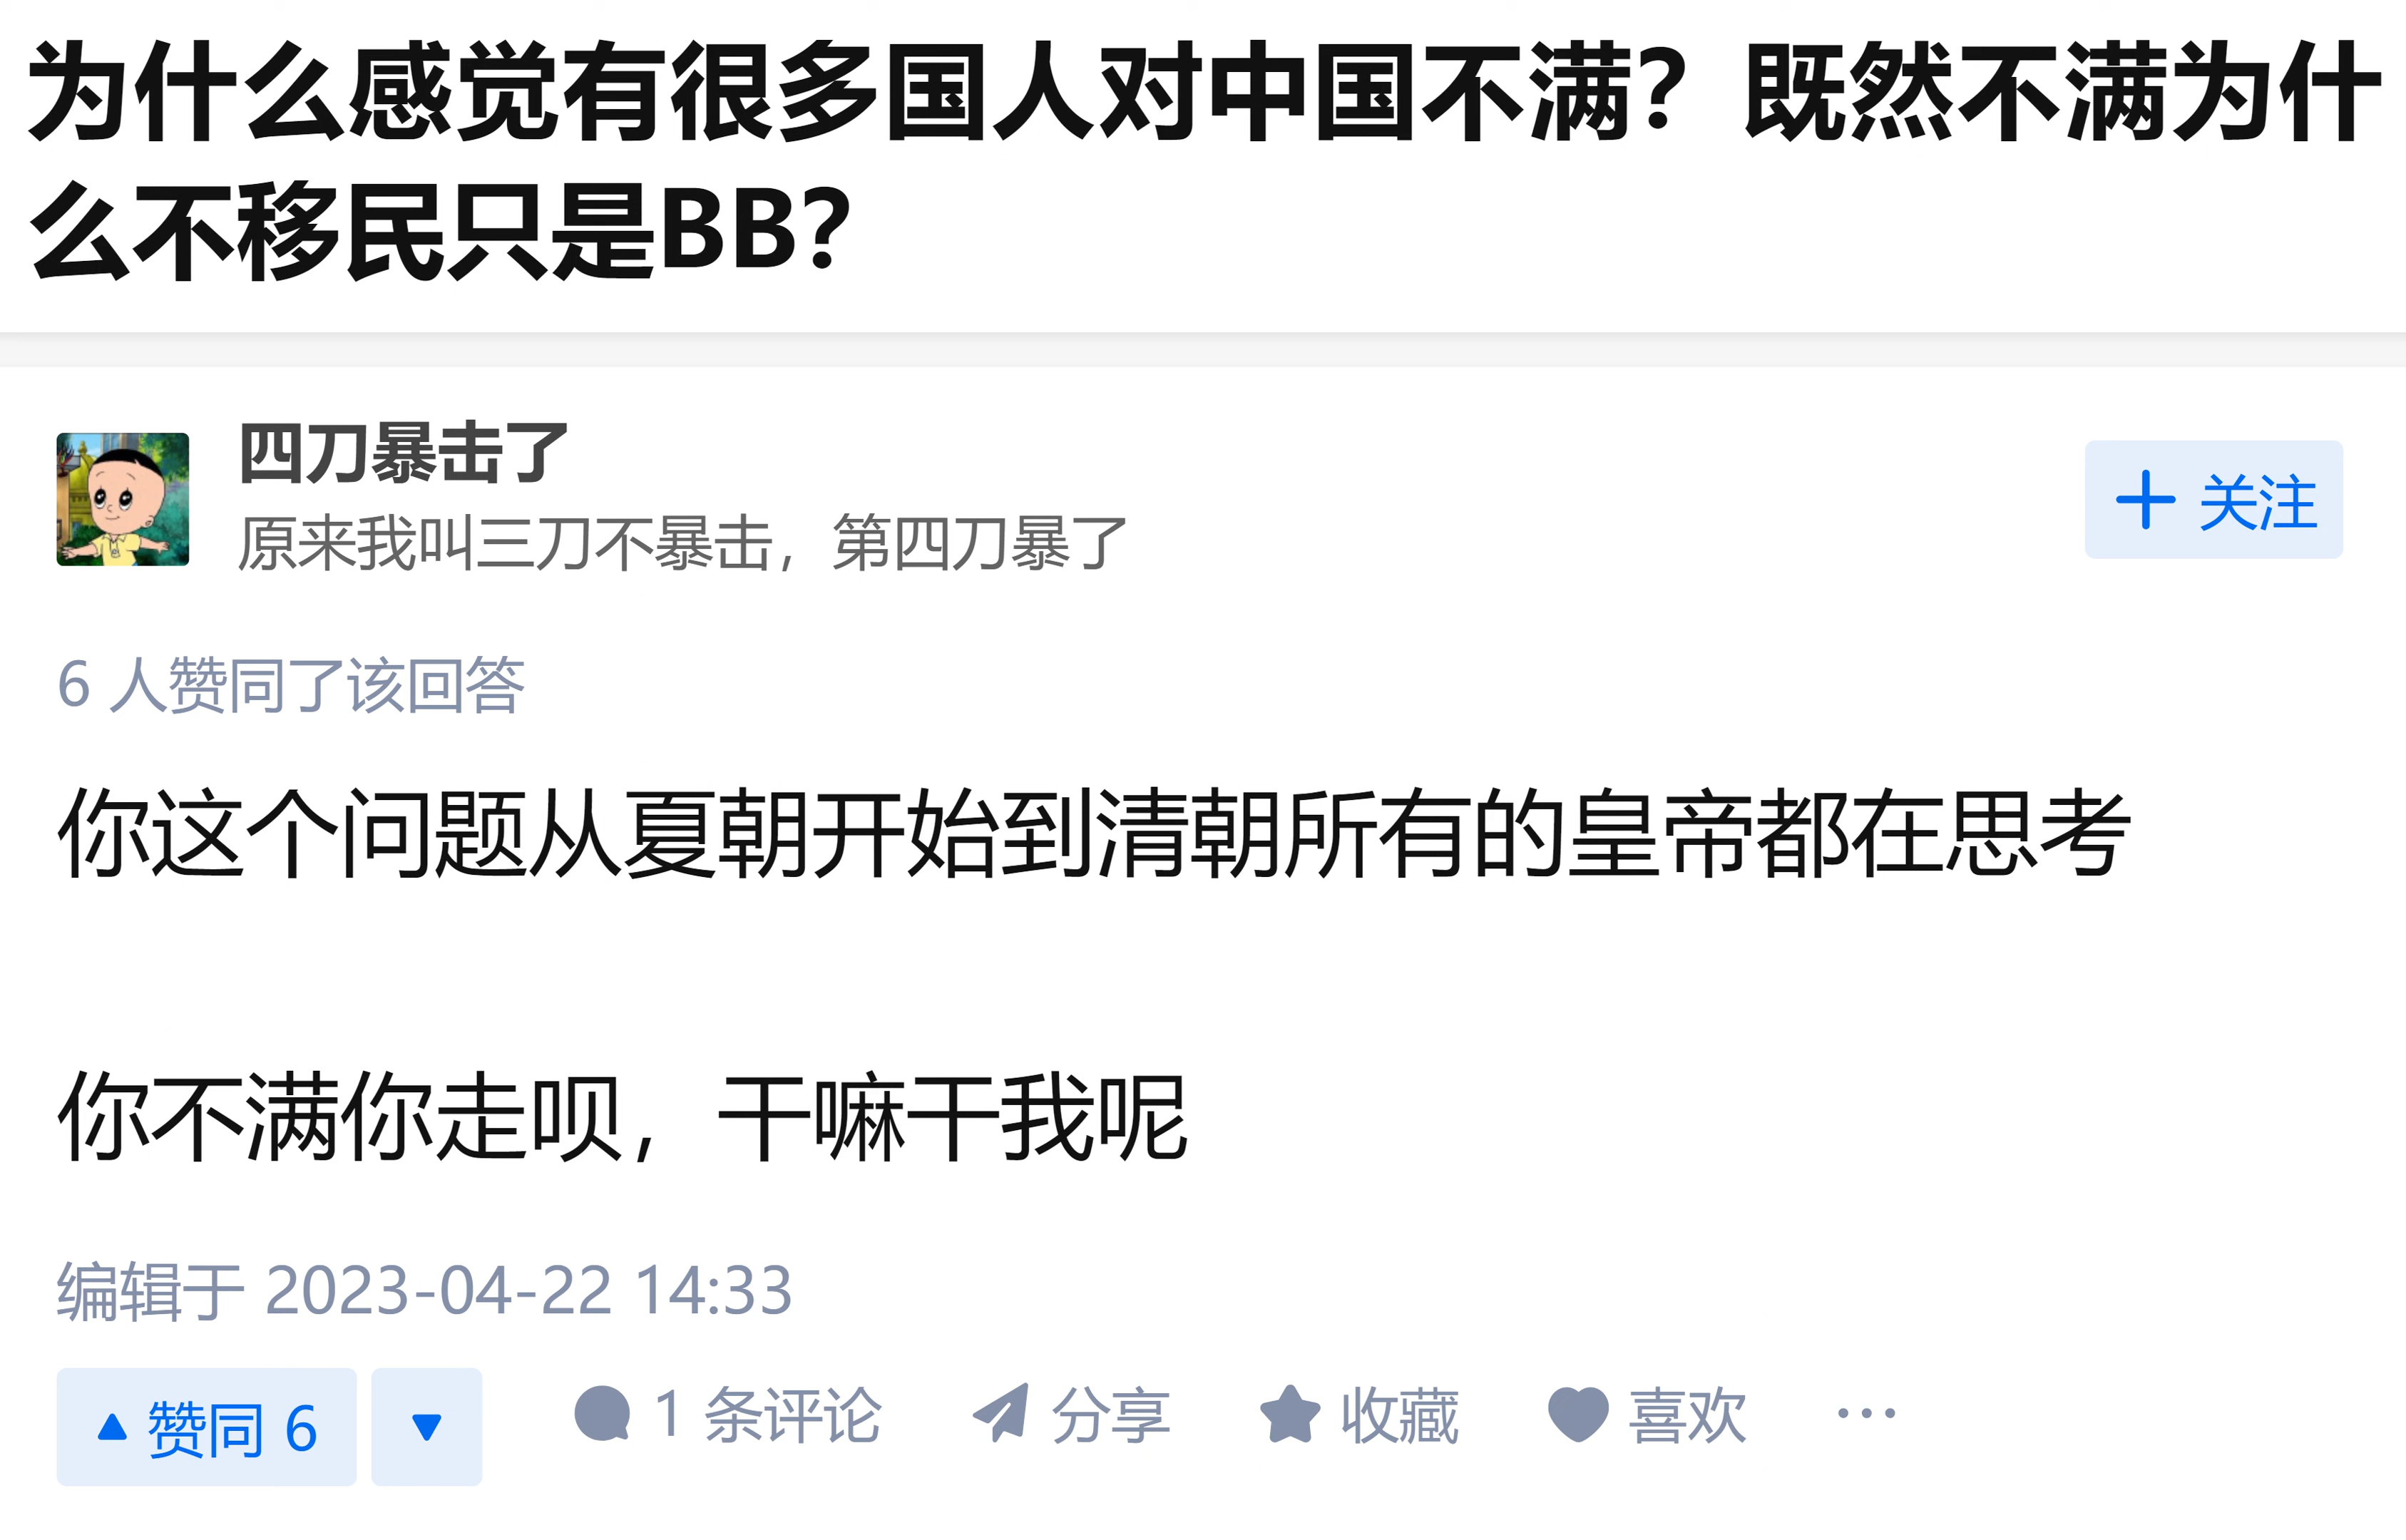 为什么感觉有很多国人对中国不满？既然不满为什
么不移民只是BB？
四刀暴击了
原来我叫三刀不暴击，第四刀暴了
关注
6 人赞同了该回答
你这个问题从夏朝开始到清朝所有的皇帝都在思考
你不满你走呗，干嘛干我呢
编辑于 2023-04-22 14:33
赞同 6
1 条评论
分享
收藏
喜欢